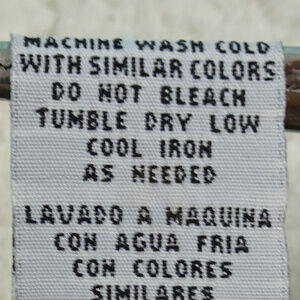 MACHINE WASH COLD
WITH SIMILAR COLORS
DO NOT BLEACH
TUMBLE DRY LOW
COOL IRON
AS NEEDED
LAVADO A MAQUINA
CON AGUA FRIA
CON COLORES
SIMILARES